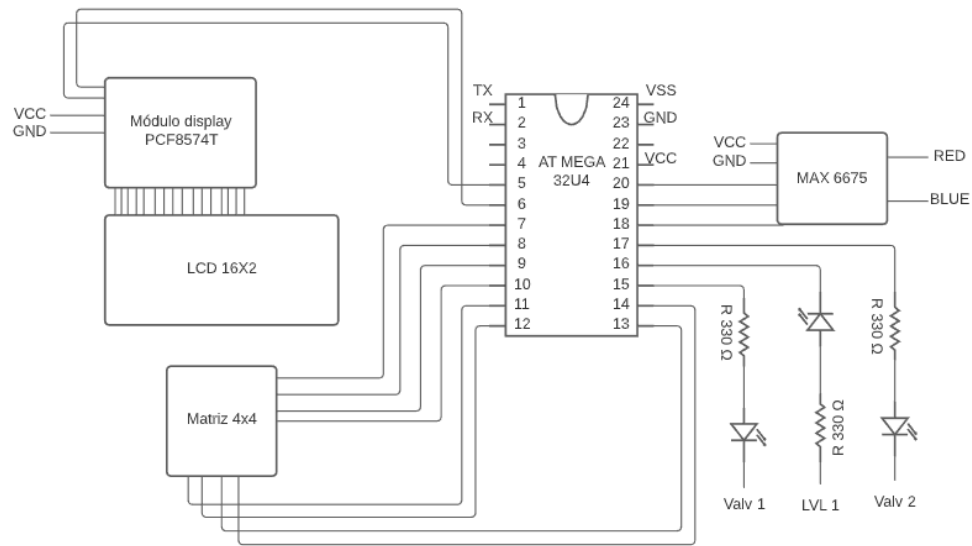 VCC
GND
Módulo display
PCF8574T
LCD 16X2
Matriz 4x4
TX
RX
1
2
3
4
5
6
7
8
9
10
11
12
AT MEGA
32U4
24
23
22
21
20
19
18
17
16
15
14
13
VSS
GND
VCC
VCC
GND
MAX 6675
RED
BLUE
R 330 Ω
R 330 Ω
R 330 Ω
Valv 1
LVL 1
Valv 2